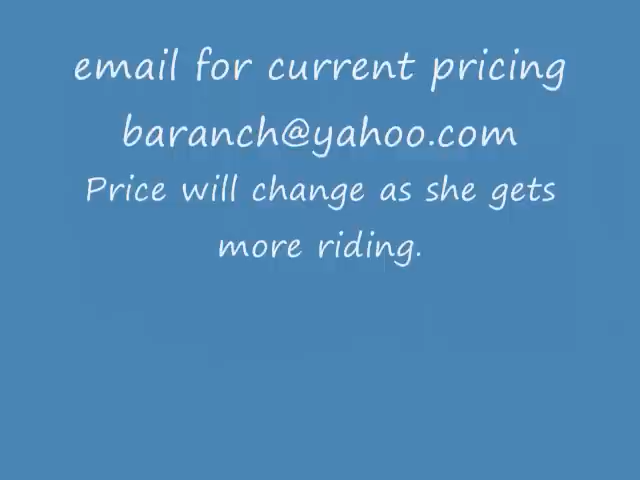 email for current pricing
baranch@yahoo.com
Price will change as she gets
more riding.